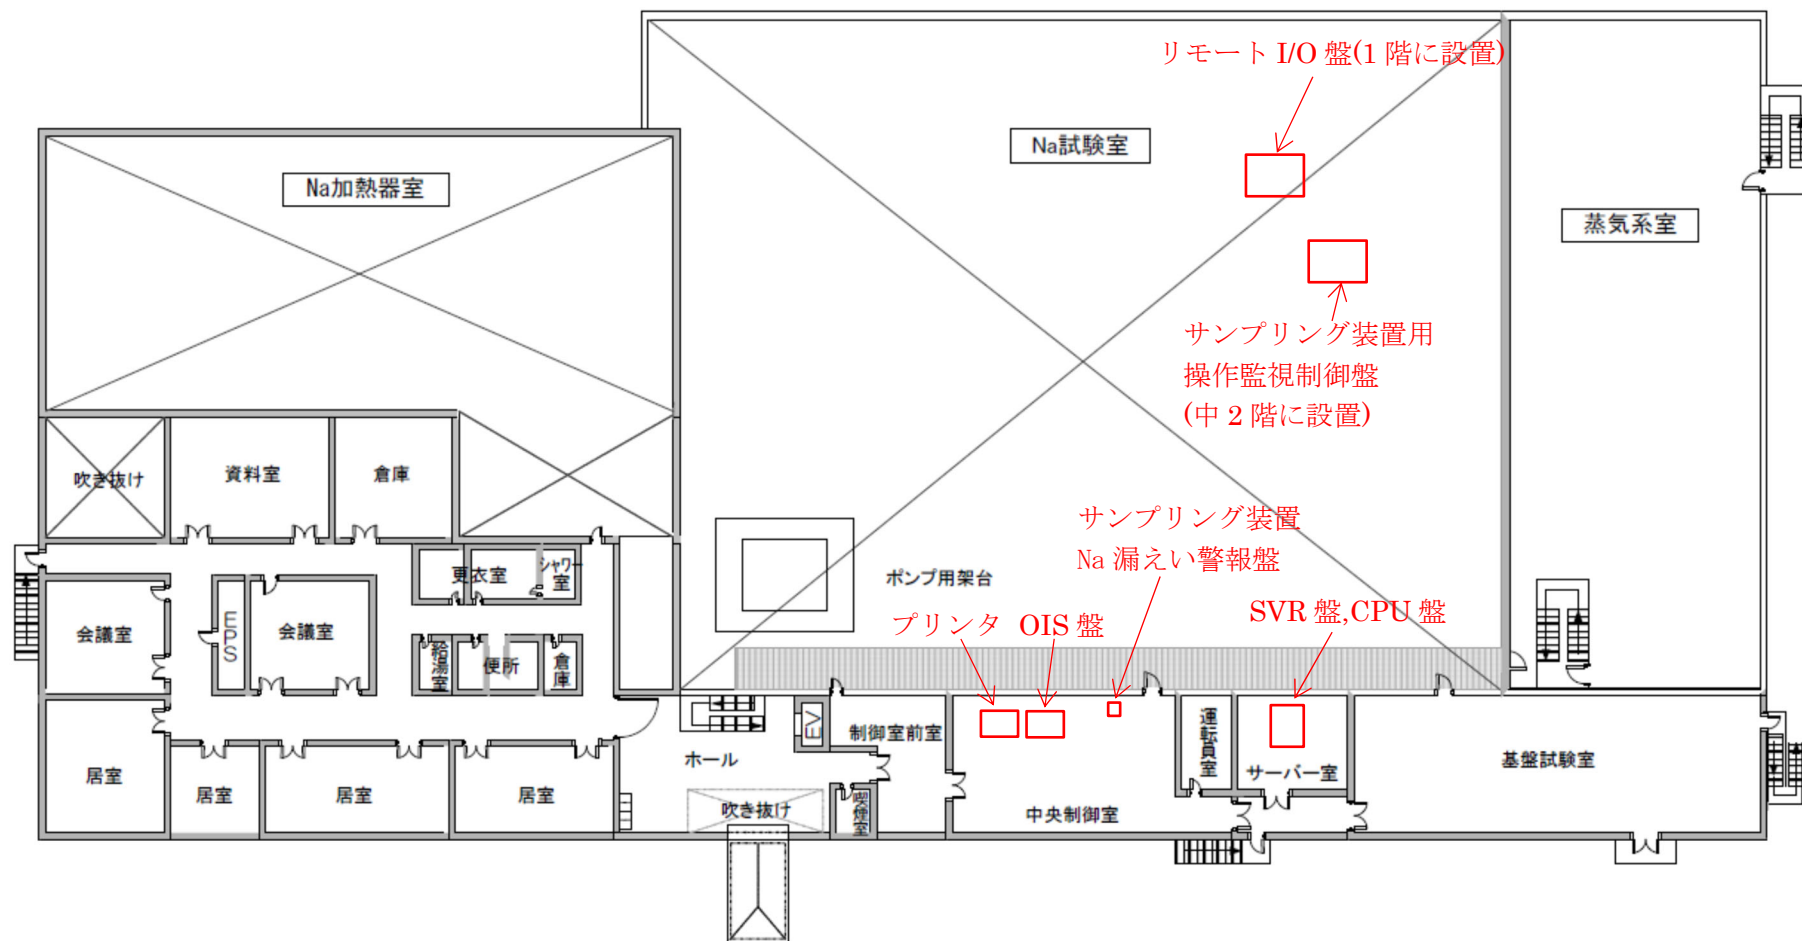 リモート I/O 盤(1 階に設置)
Na試験室
Na加熱器室
蒸気系室
サンプリング装置用
操作監視制御盤
(中 2 階に設置)
吹き抜け
資料室
倉庫
サンプリング装置
Na 漏えい警報盤
更衣室
シャワー
室
ポンプ用架台
SVR 盤,CPU 盤
プリンタ
OIS 盤
会議室
EPS
会議室
給湯室
便所
倉庫
EV
制御室前室
運転員室
ホール
サーバー室
基盤試験室
居室
居室
居室
居室
吹き抜け
喫煙室
中央制御室